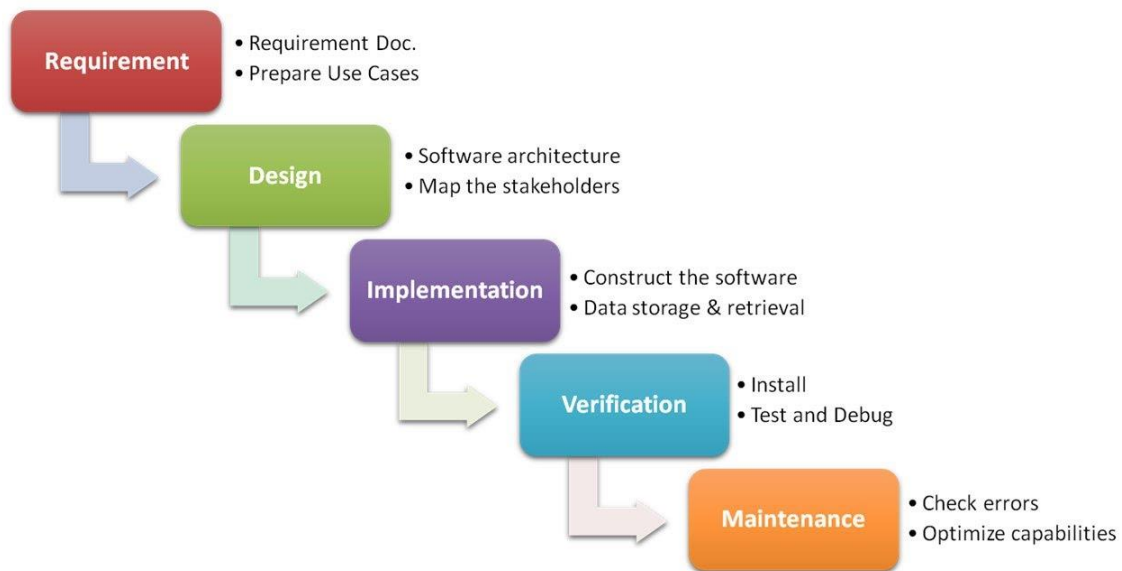 Requirement
• Requirement Doc.
• Prepare Use Cases
Design
• Software architecture
• Map the stakeholders
Implementation
• Construct the software
• Data storage & retrieval
Verification
• Install
• Test and Debug
Maintenance
• Check errors
• Optimize capabilities